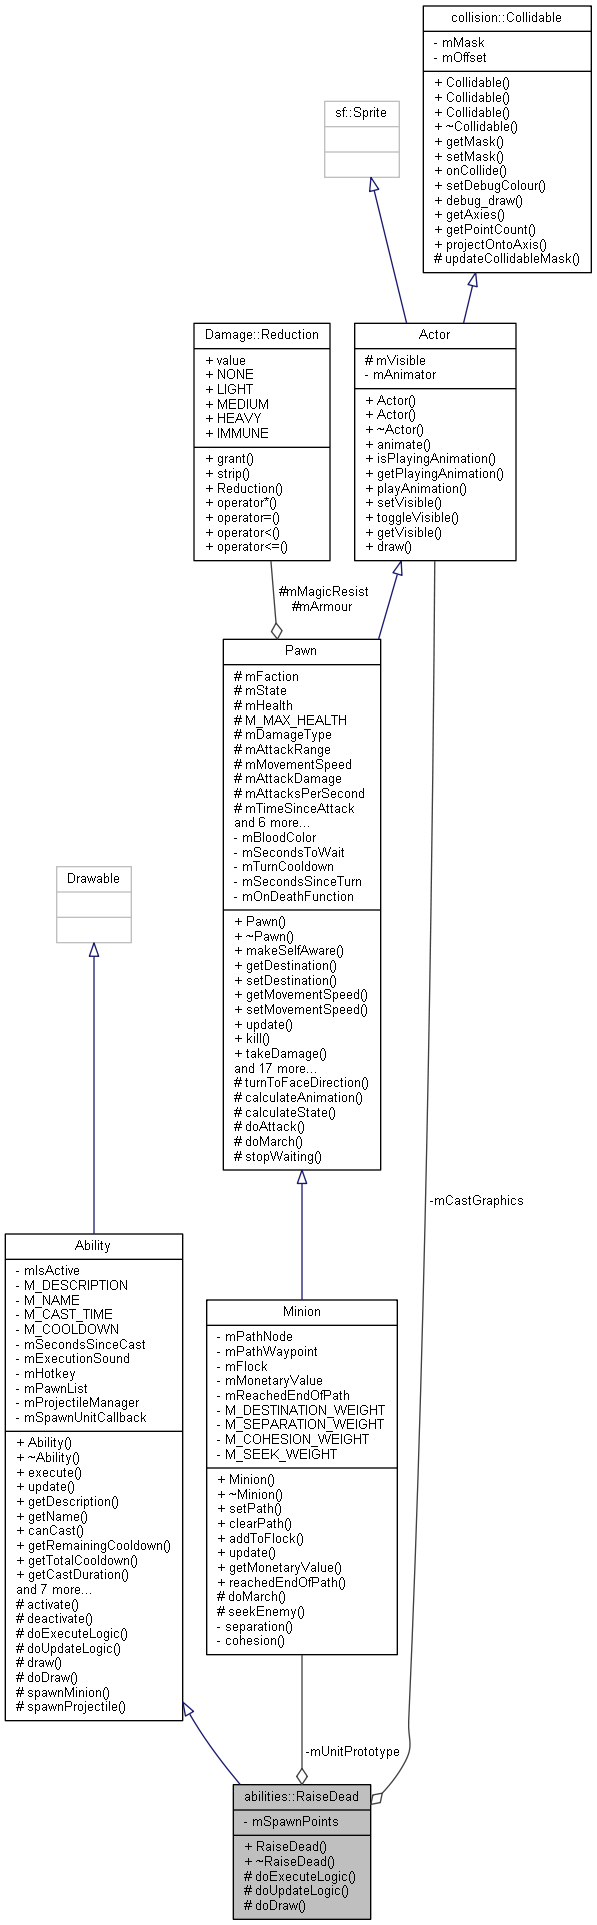 collision::Collidable
- mMask
- mOffset
+ Collidable()
+ Collidable()
+ Collidable()
+ ~Collidable()
+ getMask()
+ setMask()
+ onCollide()
+ setDebugColour()
+ debug_draw()
+ getAxies()
+ getPointCount()
+ projectOntoAxis()
# updateCollidableMask()
sf::Sprite
Damage::Reduction
+ value
+ NONE
+ LIGHT
+ MEDIUM
+ HEAVY
+ IMMUNE
+ grant()
+ strip()
+ Reduction()
+ operator*()
+ operator=()
+ operator<()
+ operator<=()
Actor
# mVisible
- mAnimator
+ Actor()
+ Actor()
+ ~Actor()
+ animate()
+ isPlayingAnimation()
+ getPlayingAnimation()
+ playAnimation()
+ setVisible()
+ toggleVisible()
+ getVisible()
+ draw()
#mMagicResist
#mArmour
Pawn
# mFaction
# mState
# mHealth
# M_MAX_HEALTH
# mDamageType
# mAttackRange
# mMovementSpeed
# mAttackDamage
# mAttacksPerSecond
# mTimeSinceAttack
and 6 more...
- mBloodColor
- mSecondsToWait
- mTurnCooldown
- mSecondsSinceTurn
- mOnDeathFunction
+ Pawn()
+ ~Pawn()
+ makeSelfAware()
+ getDestination()
+ setDestination()
+ getMovementSpeed()
+ setMovementSpeed()
+ update()
+ kill()
+ takeDamage()
and 17 more...
# turnToFaceDirection()
# calculateAnimation()
# calculateState()
# doAttack()
# doMarch()
# stopWaiting()
Drawable
-mCastGraphics
Ability
- mIsActive
- M_DESCRIPTION
- M_NAME
- M_CAST_TIME
- M_COOLDOWN
- mSecondsSinceCast
- mExecutionSound
- mHotkey
- mPawnList
- mProjectileManager
- mSpawnUnitCallback
+ Ability()
+ ~Ability()
+ execute()
+ update()
+ getDescription()
+ getName()
+ canCast()
+ getRemainingCooldown()
+ getTotalCooldown()
+ getCastDuration()
and 7 more...
# activate()
# deactivate()
# doExecuteLogic()
# doUpdateLogic()
# draw()
# doDraw()
# spawnMinion()
# spawnProjectile()
Minion
- mPathNode
- mPathWaypoint
- mFlock
- mMonetaryValue
- mReachedEndOfPath
- M_DESTINATION_WEIGHT
- M_SEPARATION_WEIGHT
- M_COHESION_WEIGHT
- M_SEEK_WEIGHT
+ Minion()
+ ~Minion()
+ setPath()
+ clearPath()
+ addToFlock()
+ update()
+ getMonetaryValue()
+ reachedEndOfPath()
# doMarch()
# seekEnemy()
- separation()
- cohesion()
-mUnitPrototype
abilities::RaiseDead
- mSpawnPoints
+ RaiseDead()
+ ~RaiseDead()
# doExecuteLogic()
# doUpdateLogic()
# doDraw()